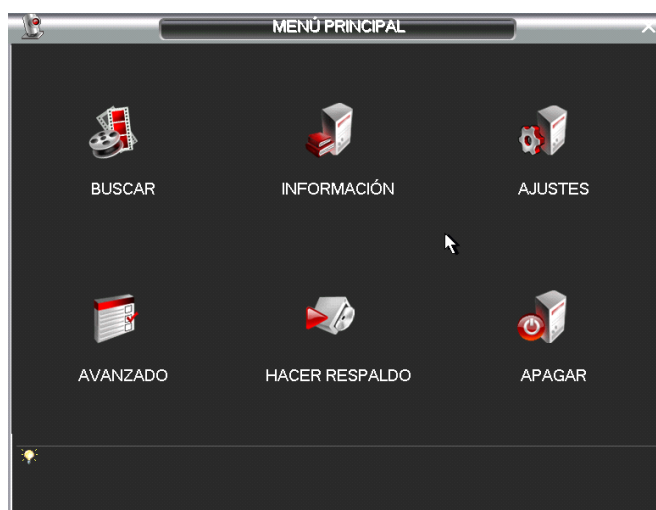 MENÚ PRINCIPAL
BUSCAR
INFORMACIÓN
AJUSTES
AVANZADO
HACER RESPALDO
APAGAR